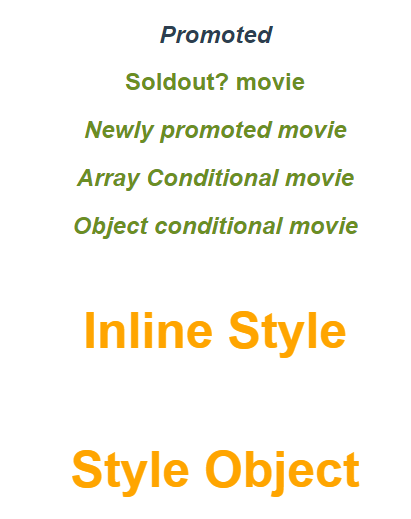 Promoted
Soldout? movie
Newly promoted movie
Array Conditional movie
Object conditional movie
Inline Style
Style Object